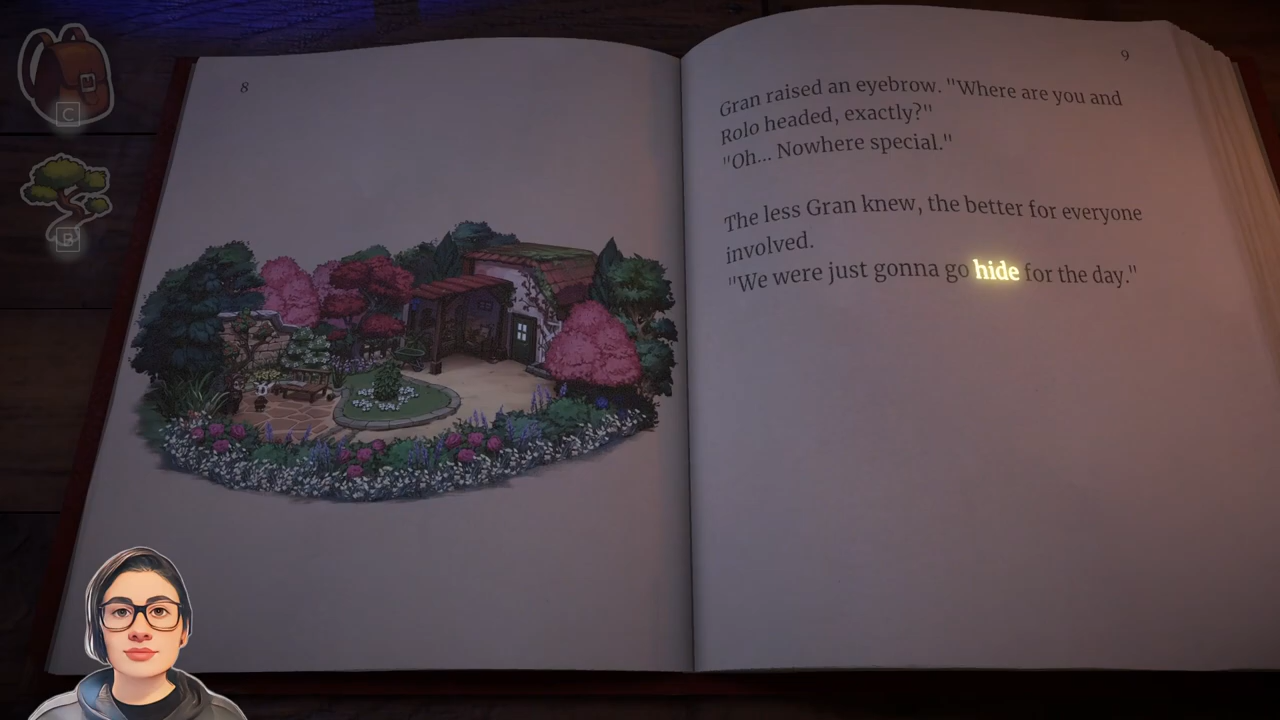 8
9
C
B
Gran raised an eyebrow. "Where are you and
Rolo headed, exactly?"
"Oh... Nowhere special."
The less Gran knew, the better for everyone
involved.
"We were just gonna go hide for the day."